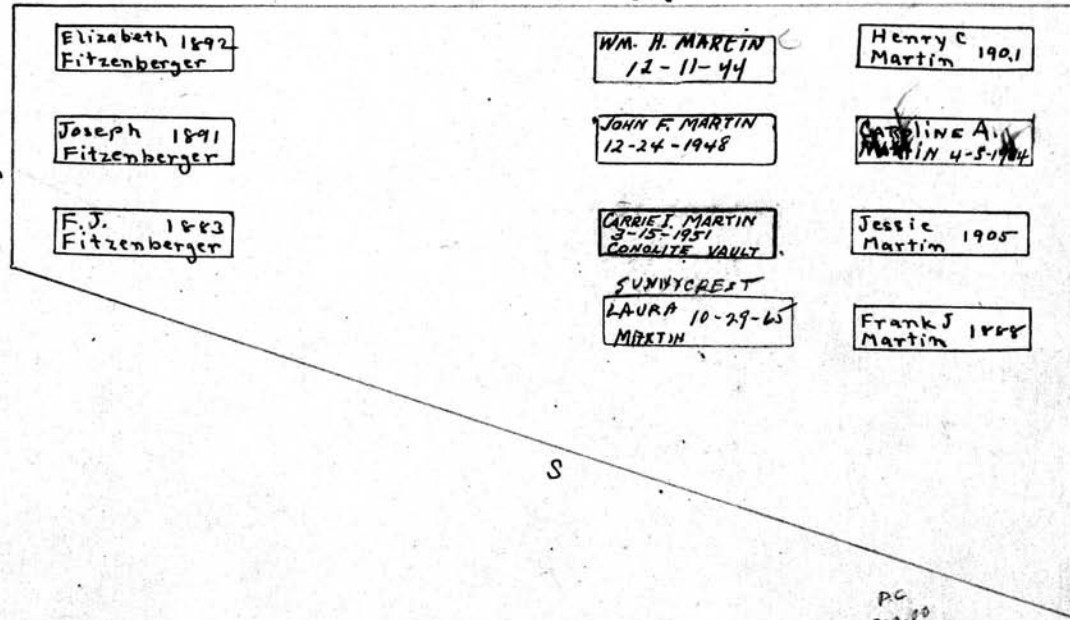 Elizabeth 1892
Fitzenberger
Joseph 1891
Fitzenberger
F.J. 1883
Fitzenberger
WM. H. MARTIN
12-11-44
JOHN F. MARTIN
12-24-1948
CARRIE I. MARTIN
3-15-1951
CONOLITE VAULT
SUNNYCREST
LAURA 10-29-65
MARTIN
Henry C
Martin 1901
CAROLINE A.
MARTIN
Jessie
Martin 1905
Frank J
Martin 1888
S
P.C.